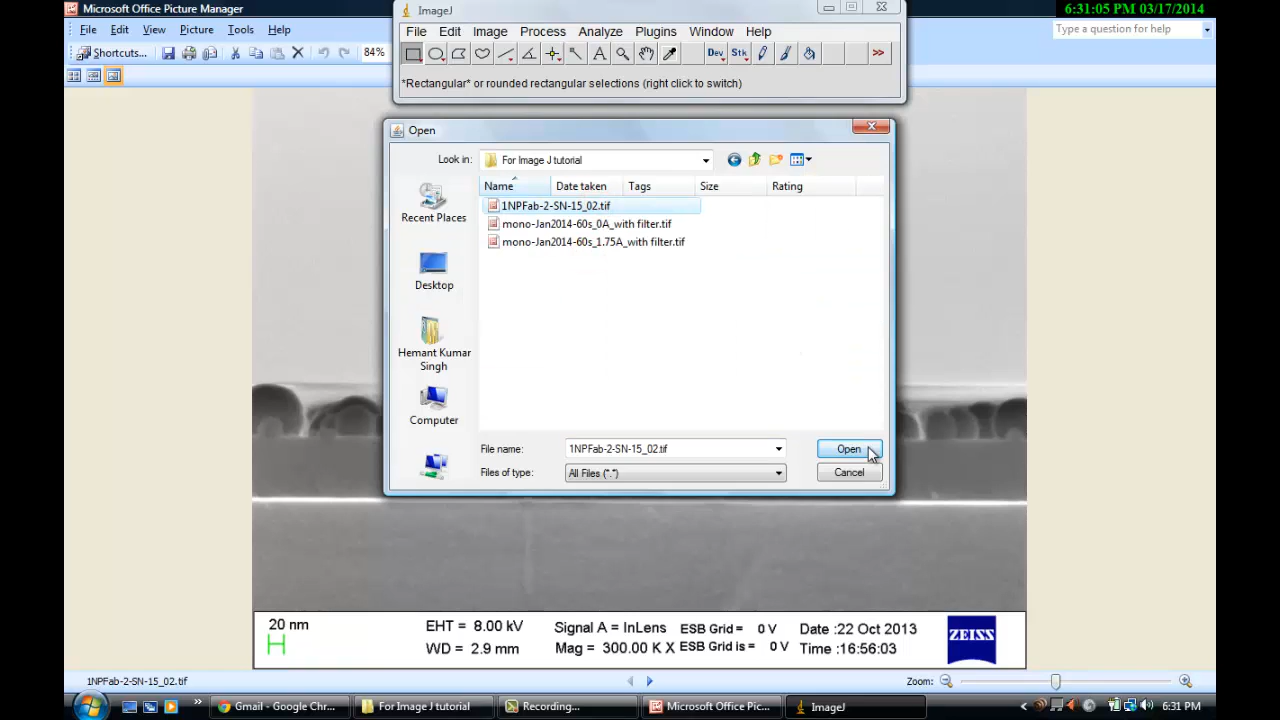 Microsoft Office Picture Manager
6:31:05 PM 03/17/2014
File Edit View Picture Tools Help
Type a question for help
Shortcuts...
84%
ImageJ
File Edit Image Process Analyze Plugins Window Help
Dev Stk >>
*Rectangular* or rounded rectangular selections (right click to switch)
Open
Look in: For Image J tutorial
Name Date taken Tags Size Rating
1NPFab-2-SN-15_02.tif
mono-Jan2014-60s_0A_with filter.tif
mono-Jan2014-60s_1.75A_with filter.tif
Recent Places
Desktop
Hemant Kumar
Singh
Computer
File name: 1NPFab-2-SN-15_02.tif Open
Files of type: All Files (*.*) Cancel
20 nm
EHT = 8.00 kV
WD = 2.9 mm
Signal A = InLens
Mag = 300.00 K X
ESB Grid = 0 V
ESB Grid is = 0 V
Date :22 Oct 2013
Time :16:56:03
ZEISS
1NPFab-2-SN-15_02.tif
Zoom:
Gmail - Google Chr... For Image J tutorial Recording... Microsoft Office Pic... ImageJ 6:31 PM